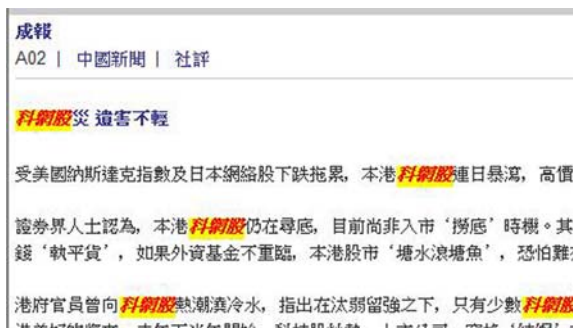 成報
A02 | 中國新聞 | 社評
科網股災 遺害不輕
受美國納斯達克指數及日本網絡股下跌拖累，本港科網股連日暴瀉，高價
證券界人士認為，本港科網股仍在尋底，目前尚非入市‘撈底’時機。其
錢‘執平貨’，如果外資基金不重臨，本港股市‘塘水滾塘魚’，恐怕難
港府官員曾向科網股熱潮澆冷水，指出在汰弱留強之下，只有少數科網股